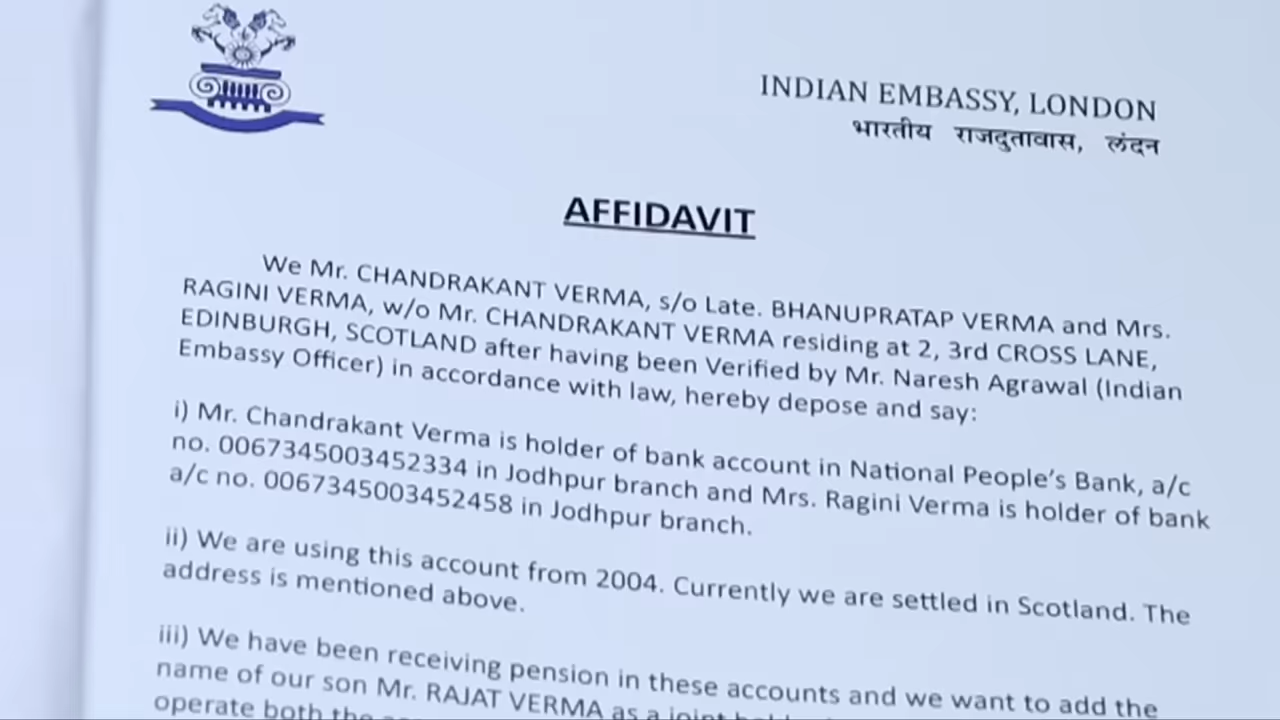 INDIAN EMBASSY, LONDON
भारतीय राजदुतावास, लंदन
AFFIDAVIT
We Mr. CHANDRAKANT VERMA, s/o Late. BHANUPRATAP VERMA and Mrs.
RAGINI VERMA, w/o Mr. CHANDRAKANT VERMA residing at 2, 3rd CROSS LANE,
EDINBURGH, SCOTLAND after having been Verified by Mr. Naresh Agrawal (Indian
Embassy Officer) in accordance with law, hereby depose and say:
i) Mr. Chandrakant Verma is holder of bank account in National People's Bank, a/c
no. 0067345003452334 in Jodhpur branch and Mrs. Ragini Verma is holder of bank
a/c no. 0067345003452458 in Jodhpur branch.
ii) We are using this account from 2004. Currently we are settled in Scotland. The
address is mentioned above.
iii) We have been receiving pension in these accounts and we want to add the
name of our son Mr. RAJAT VERMA as a joint
operate both the